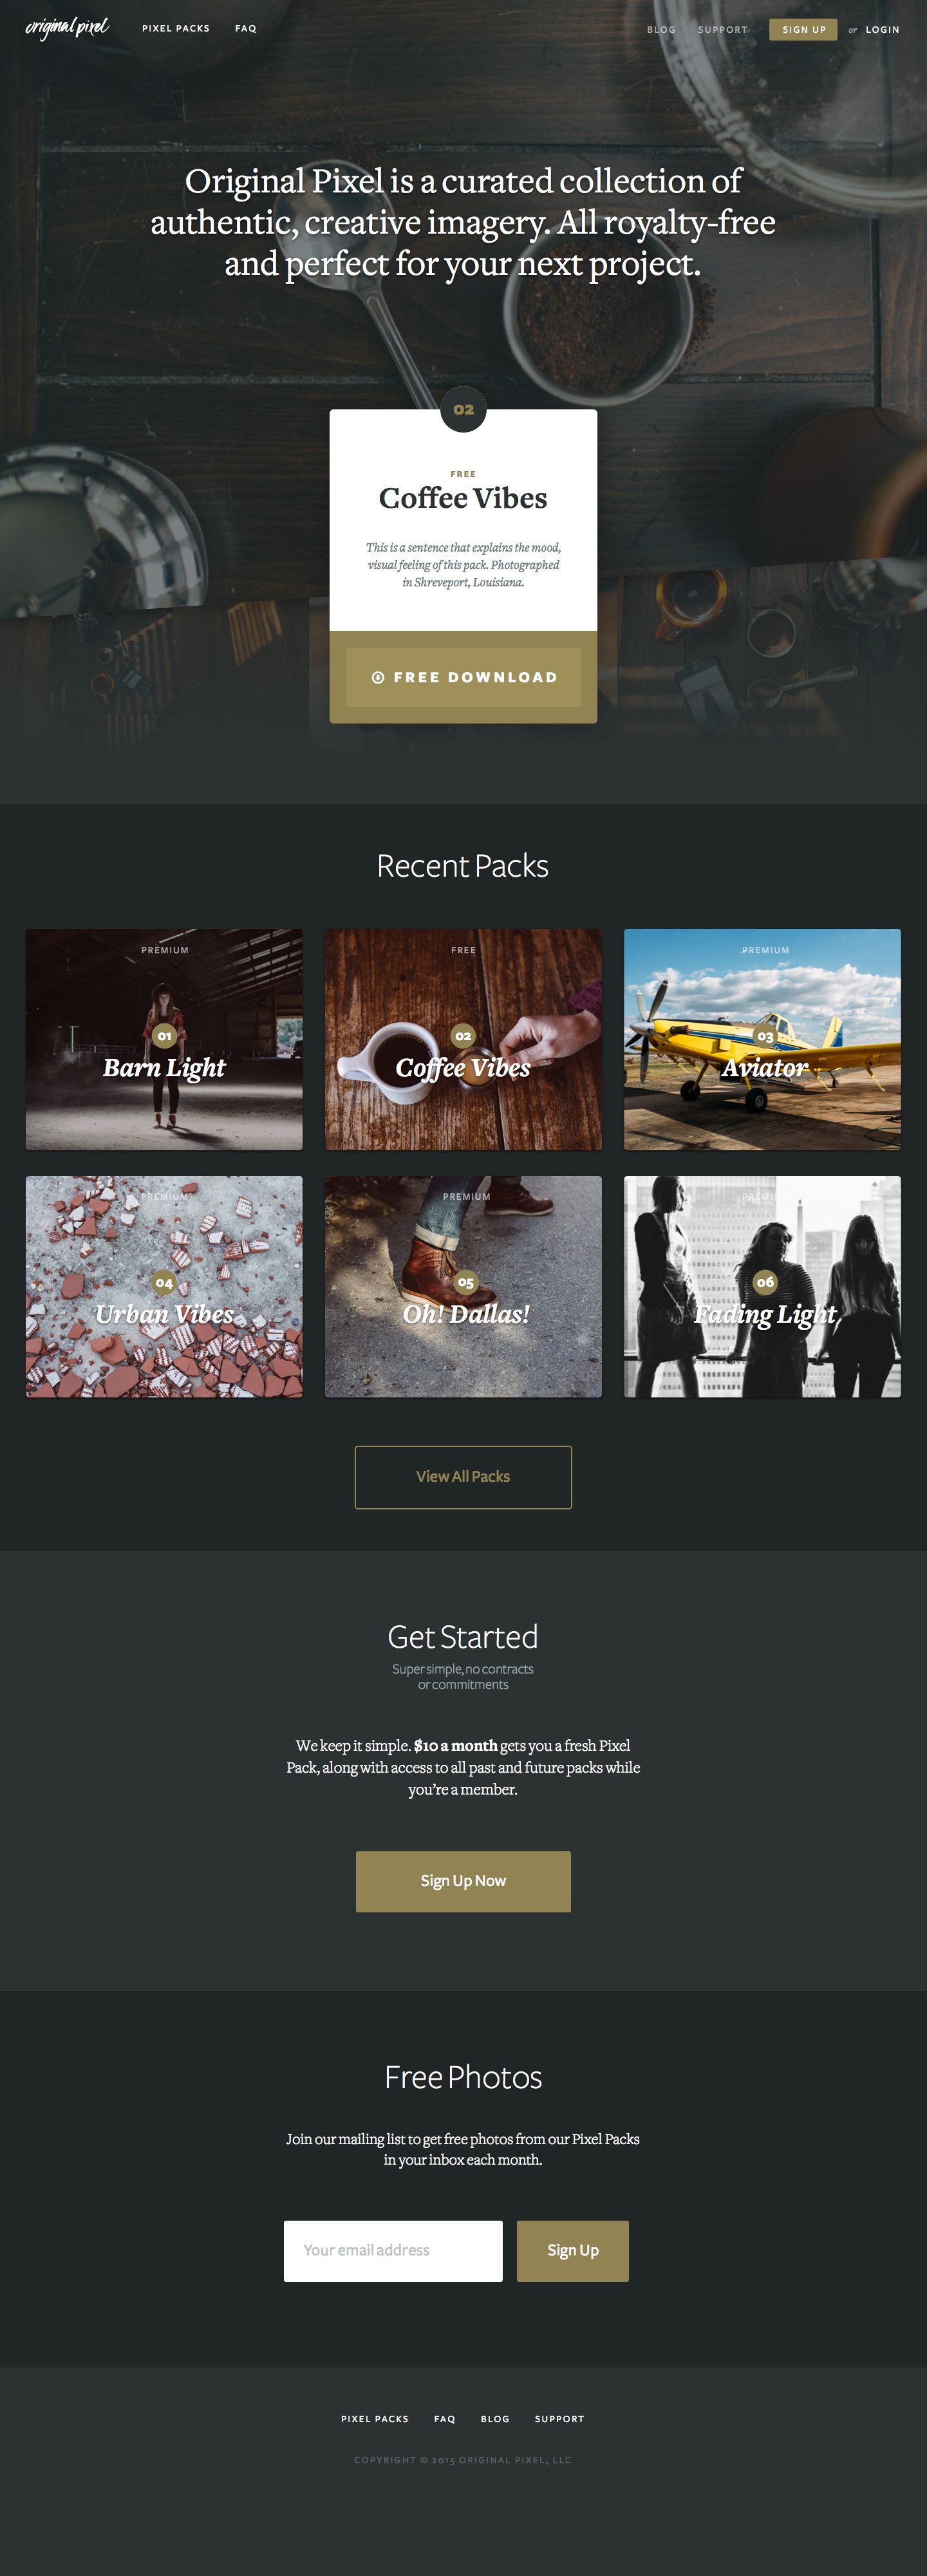 original pixel
PIXEL PACKS
FAQ
BLOG
SUPPORT
SIGN UP
or
LOGIN
Original Pixel is a curated collection of
authentic, creative imagery. All royalty-free
and perfect for your next project.
02
FREE
Coffee Vibes
This is a sentence that explains the mood,
visual feeling of this pack. Photographed
in Shreveport, Louisiana.
FREE DOWNLOAD
Recent Packs
PREMIUM
01
Barn Light
FREE
02
Coffee Vibes
PREMIUM
03
Aviator
PREMIUM
04
Urban Vibes
PREMIUM
05
Oh! Dallas!
PREMIUM
06
Fading Light
View All Packs
Get Started
Super simple, no contracts
or commitments
We keep it simple. $10 a month gets you a fresh Pixel
Pack, along with access to all past and future packs while
you're a member.
Sign Up Now
Free Photos
Join our mailing list to get free photos from our Pixel Packs
in your inbox each month.
Your email address
Sign Up
PIXEL PACKS
FAQ
BLOG
SUPPORT
COPYRIGHT © 2015 ORIGINAL PIXEL, LLC